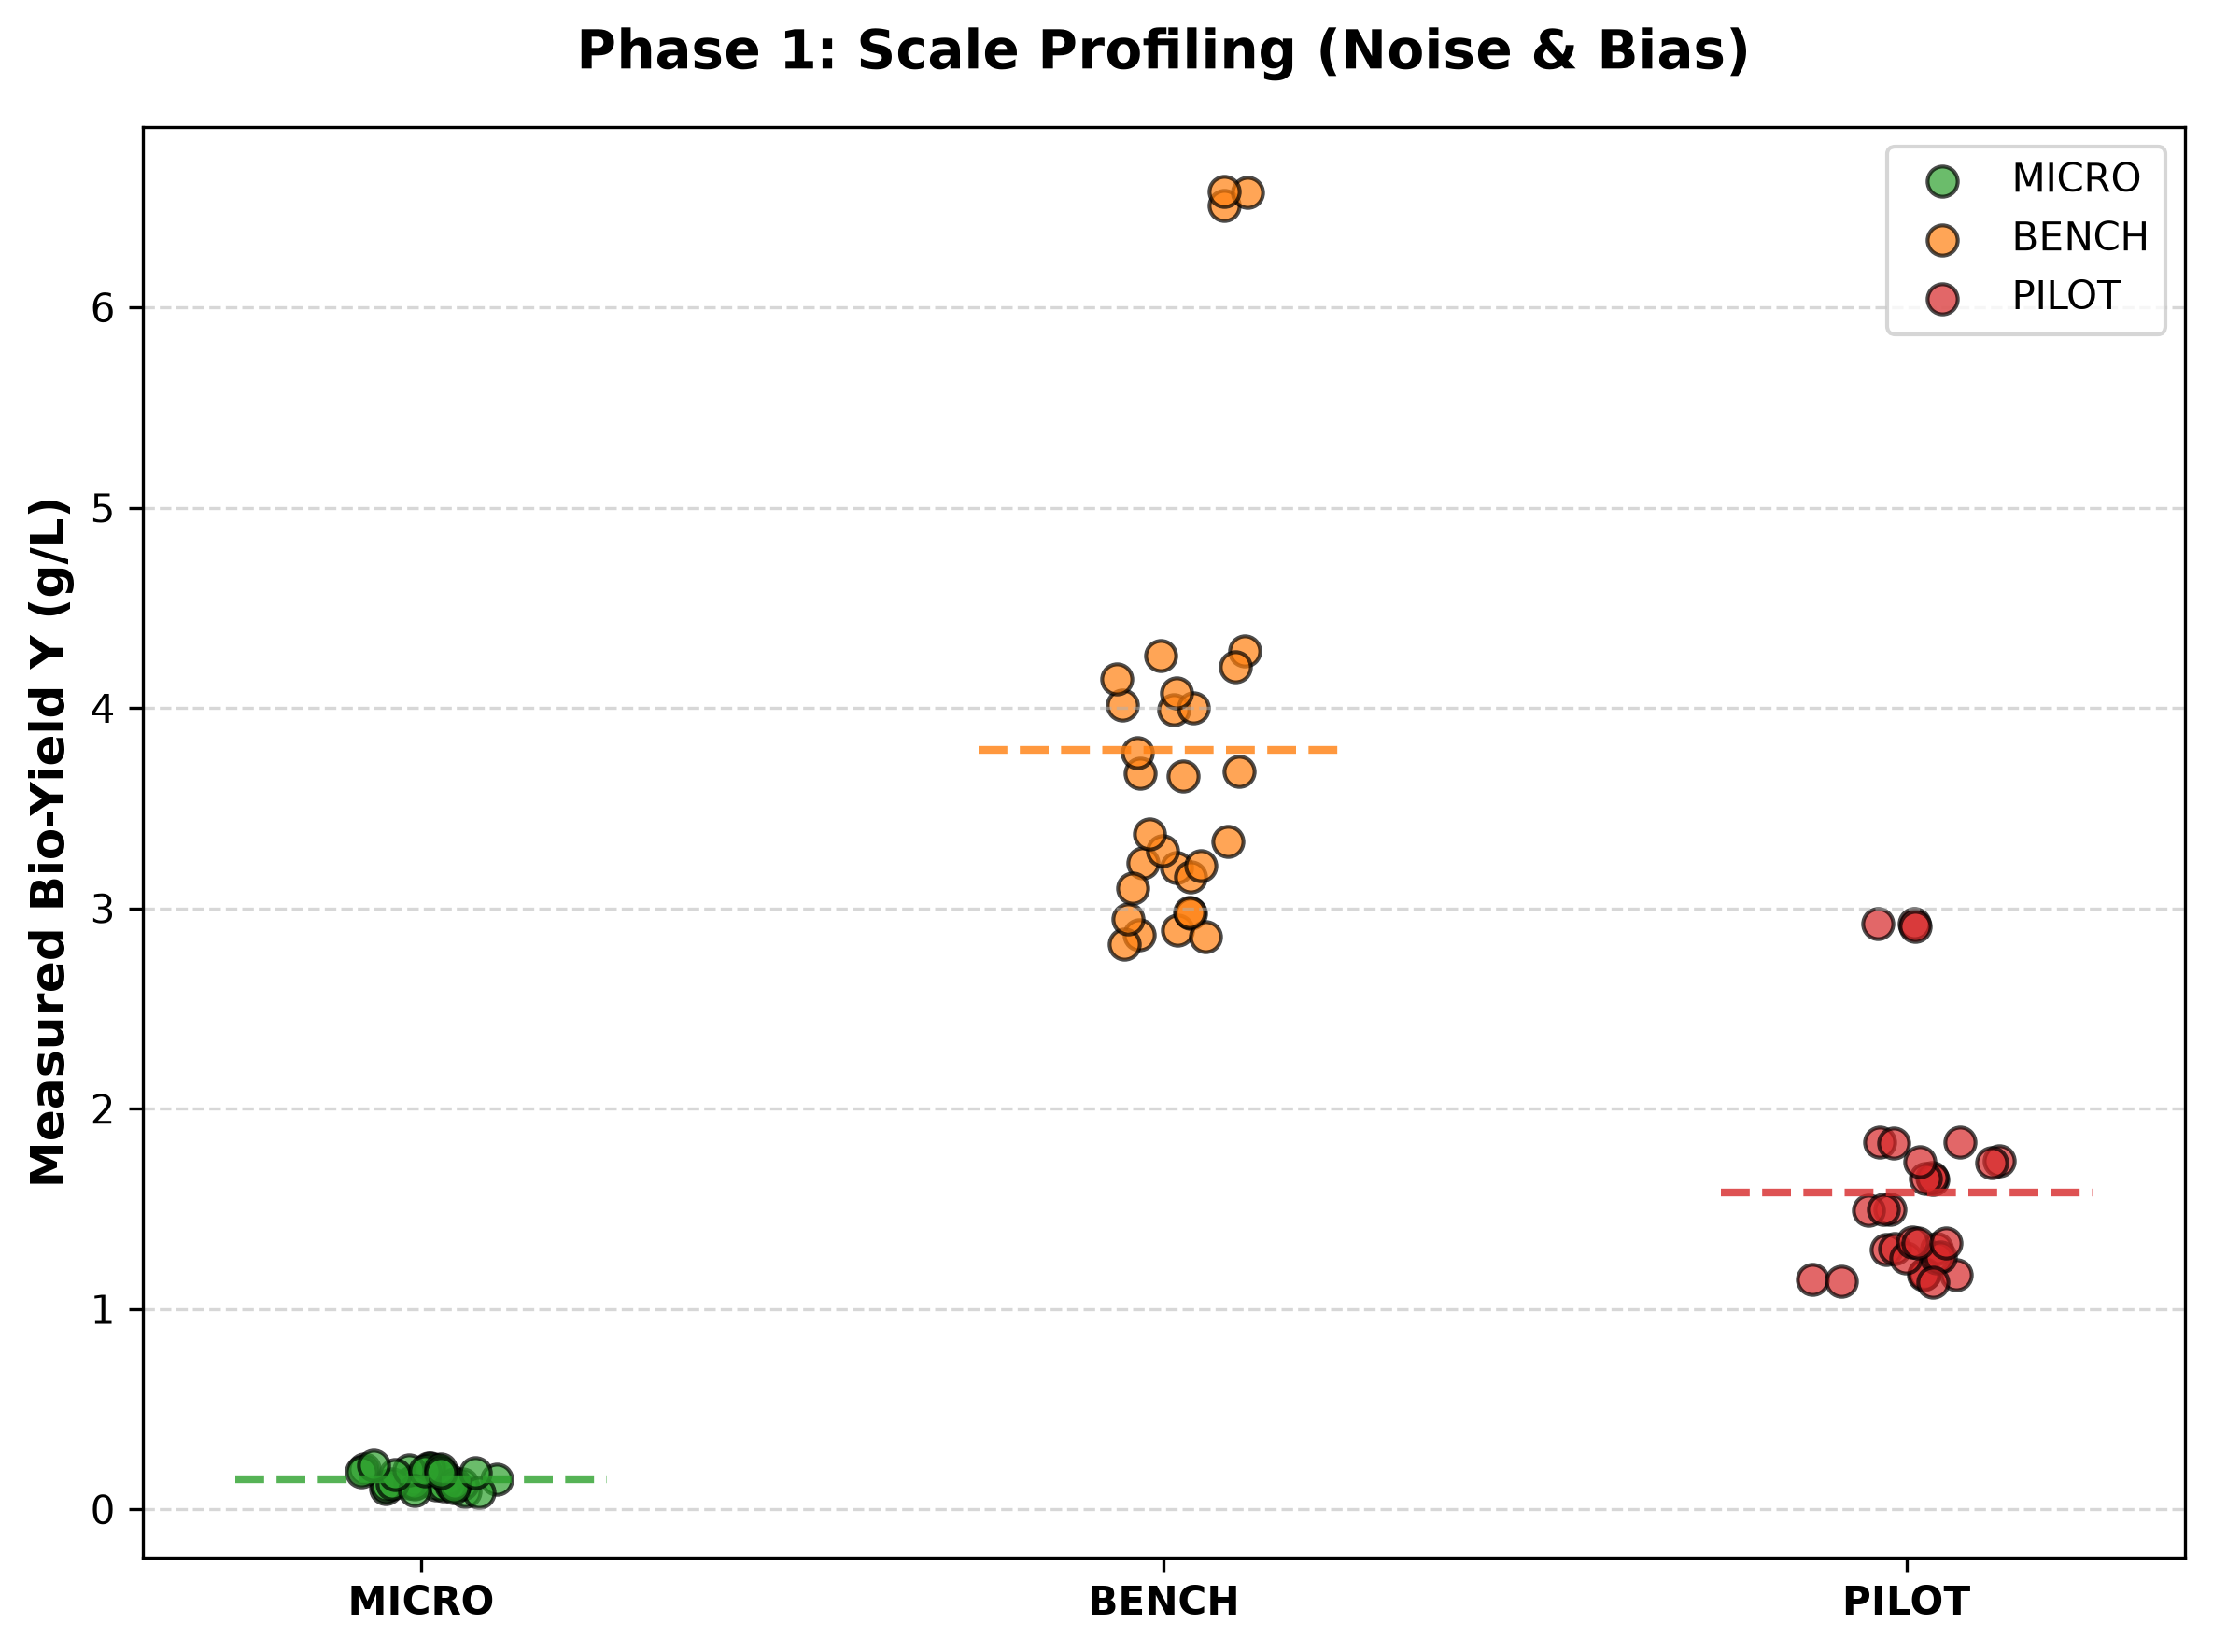 Phase 1: Scale Profiling (Noise & Bias)
MICRO
BENCH
PILOT
Measured Bio-Yield Y (g/L)
6
5
4
3
2
1
0
MICRO
BENCH
PILOT